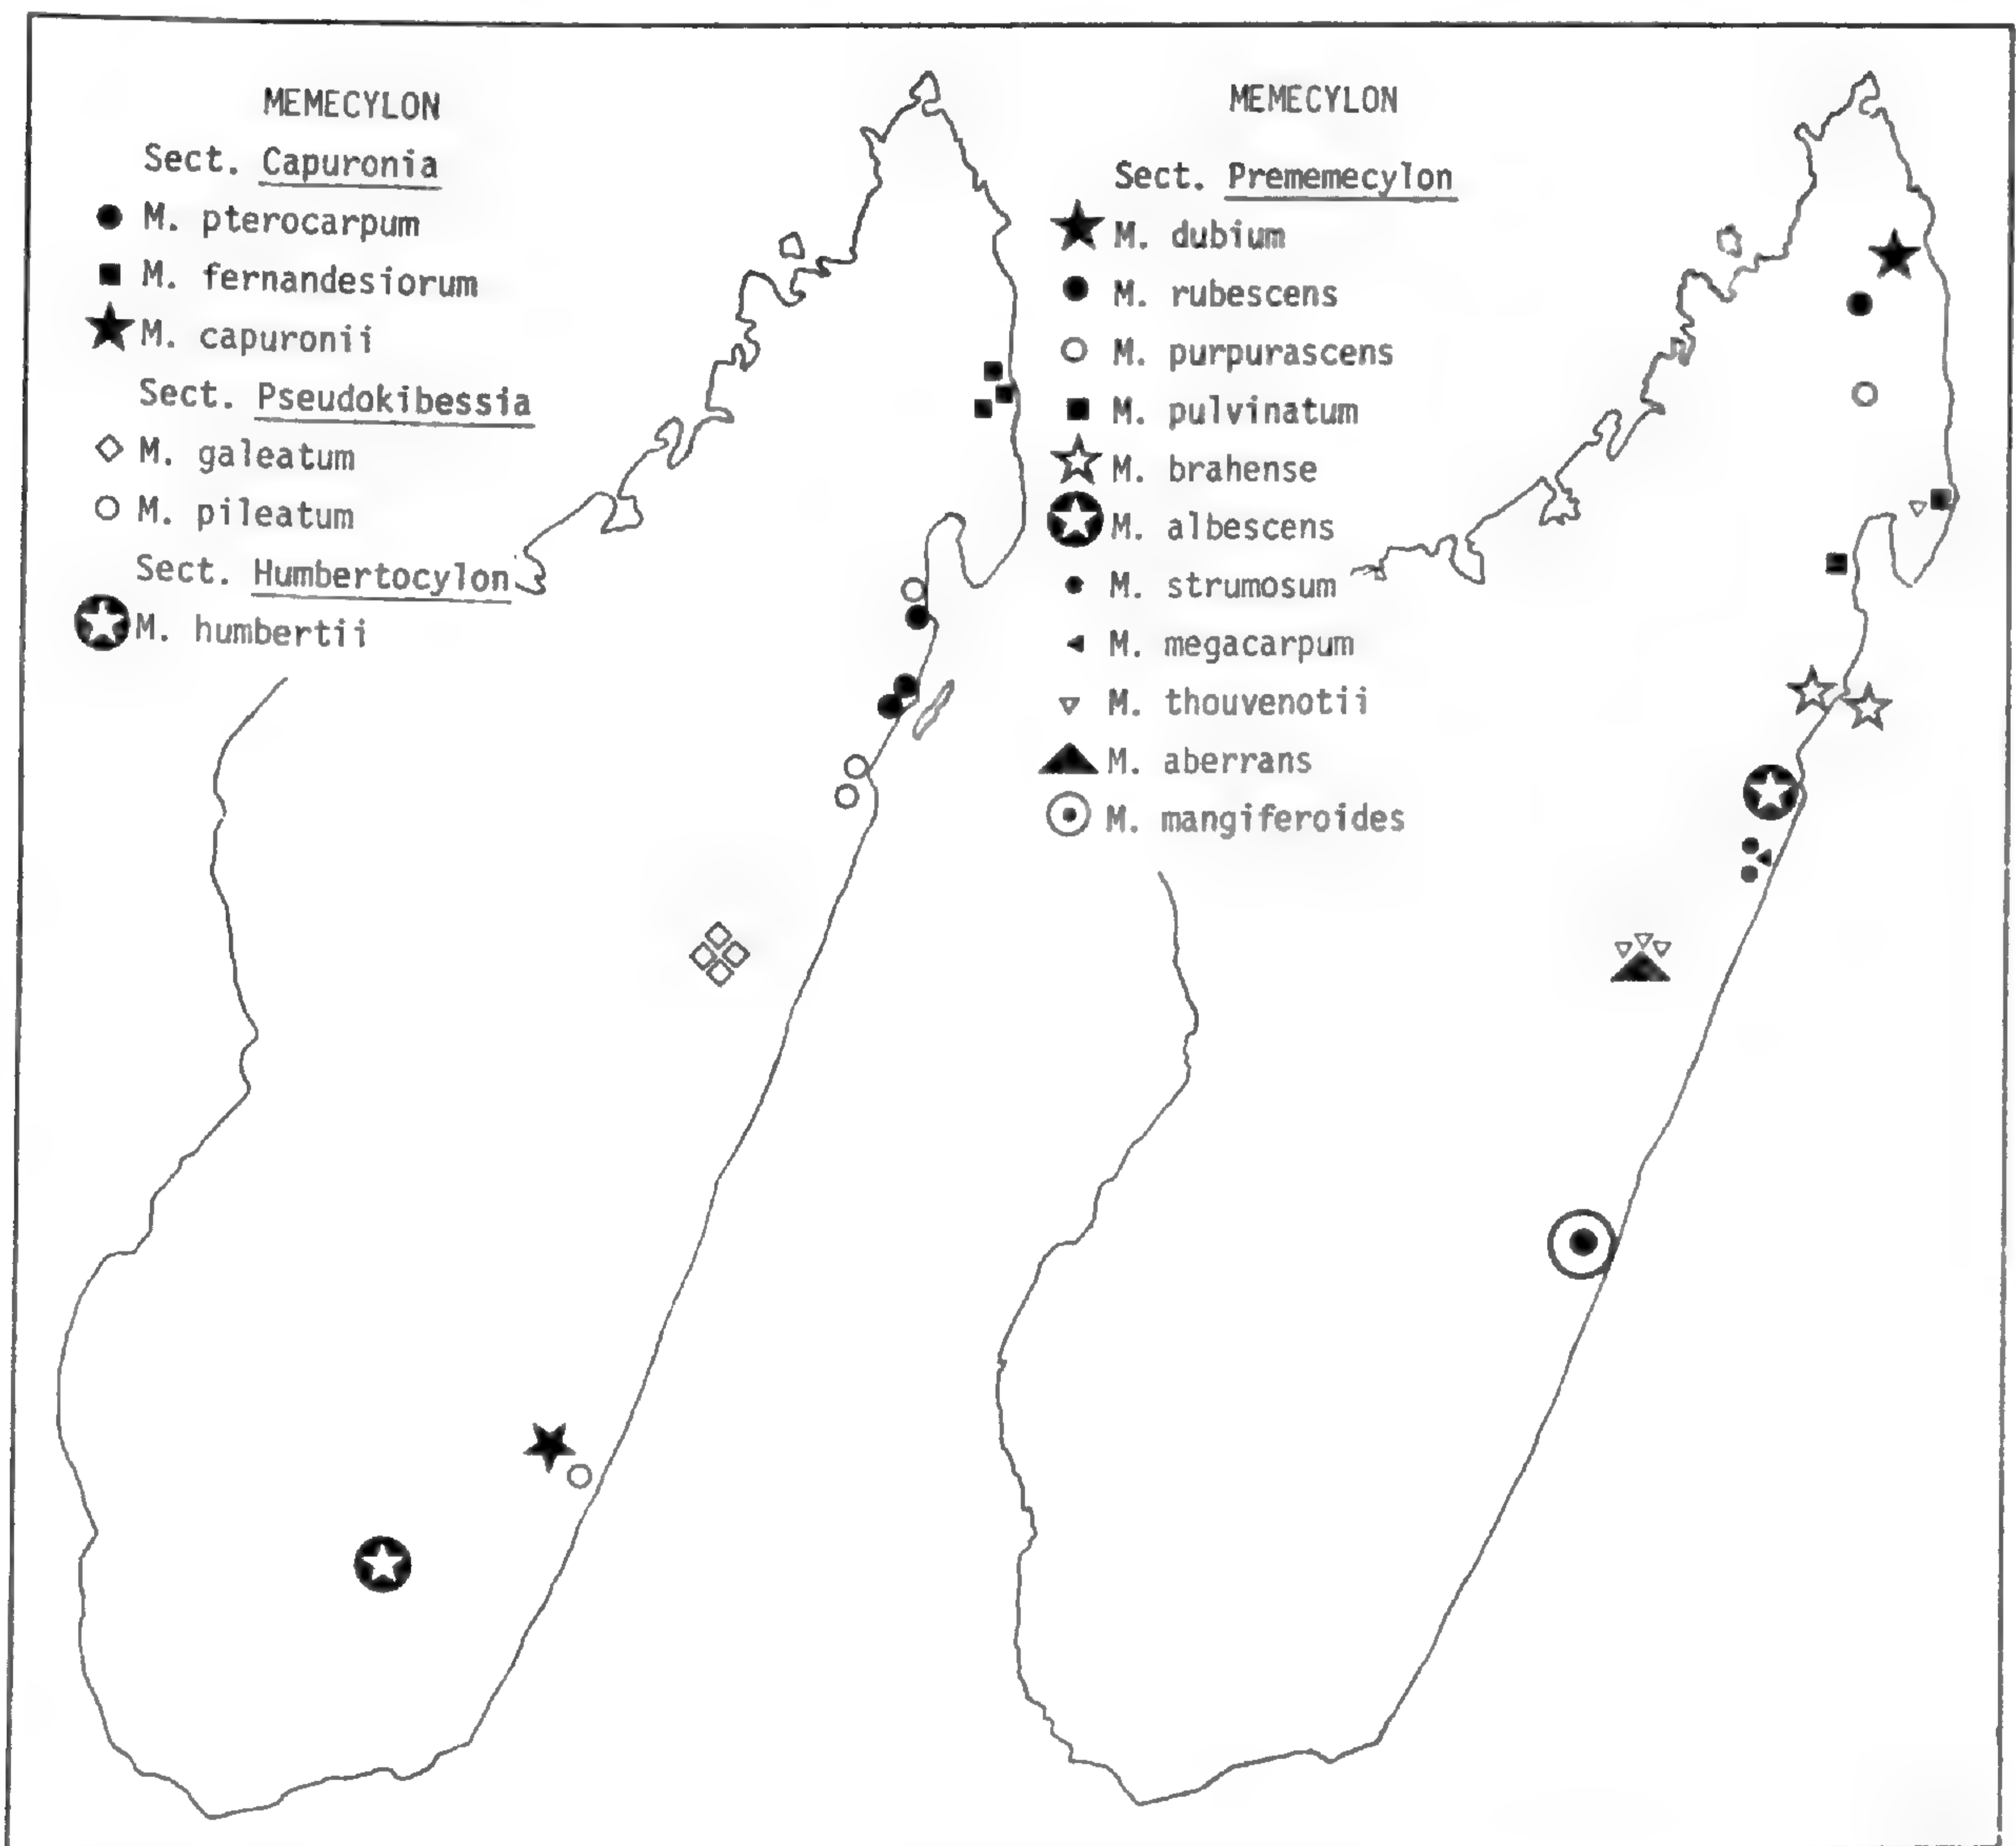 MEMECYLON
Sect. Capuronia
M. pterocarpum
M. fernandesiorum
M. capuronii
Sect. Pseudokibessia
M. galeatum
M. pileatum
Sect. Humbertocylon
M. humbertii
MEMECYLON
Sect. Prememecylon
M. dubium
M. rubescens
M. purpurascens
M. pulvinatum
M. brahense
M. albescens
M. strumosum
M. megacarpum
M. thouvenotii
M. aberrans
M. mangiferoides